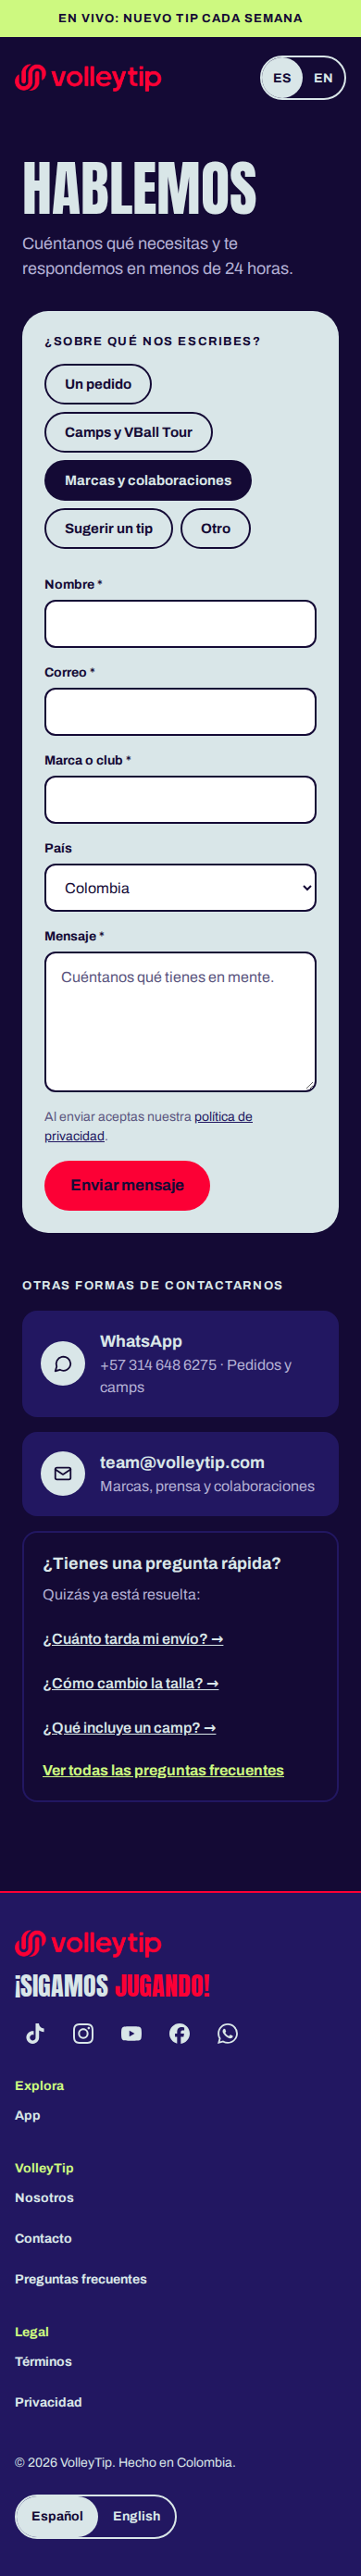 EN VIVO: NUEVO TIP CADA SEMANA
volleytip
ES EN
HABLEMOS
Cuéntanos qué necesitas y te
respondemos en menos de 24 horas.
¿SOBRE QUÉ NOS ESCRIBES?
Un pedido
Camps y VBall Tour
Marcas y colaboraciones
Sugerir un tip Otro
Nombre *
Correo *
Marca o club *
País
Colombia
Mensaje *
Cuéntanos qué tienes en mente.
Al enviar aceptas nuestra política de
privacidad.
Enviar mensaje
OTRAS FORMAS DE CONTACTARNOS
WhatsApp
+57 314 648 6275 · Pedidos y
camps
team@volleytip.com
Marcas, prensa y colaboraciones
¿Tienes una pregunta rápida?
Quizás ya está resuelta:
¿Cuánto tarda mi envío? →
¿Cómo cambio la talla? →
¿Qué incluye un camp? →
Ver todas las preguntas frecuentes
volleytip
¡SIGAMOS JUGANDO!
Explora
App
VolleyTip
Nosotros
Contacto
Preguntas frecuentes
Legal
Términos
Privacidad
© 2026 VolleyTip. Hecho en Colombia.
Español English